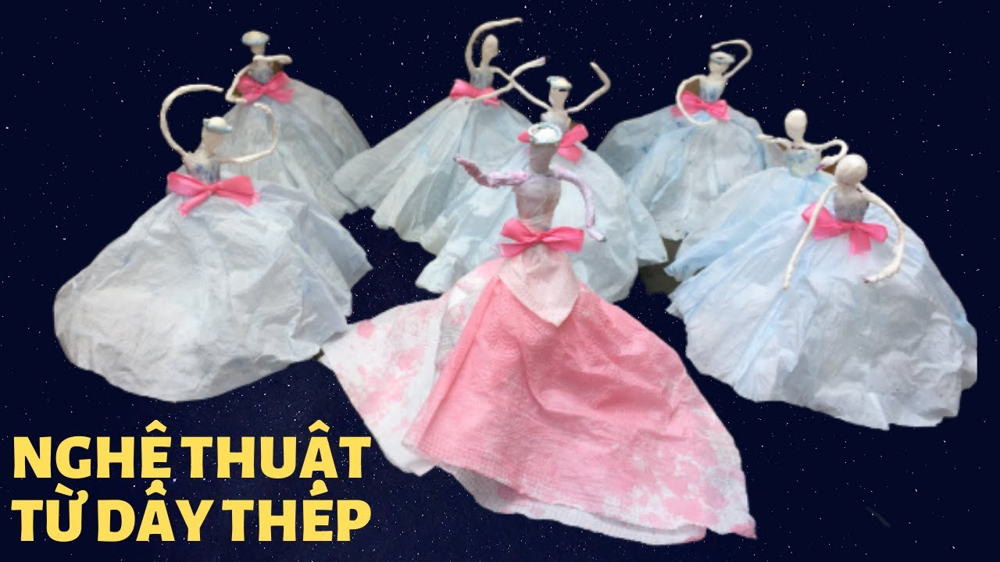 NGHỆ THUẬT
TỪ DÂY THÉP